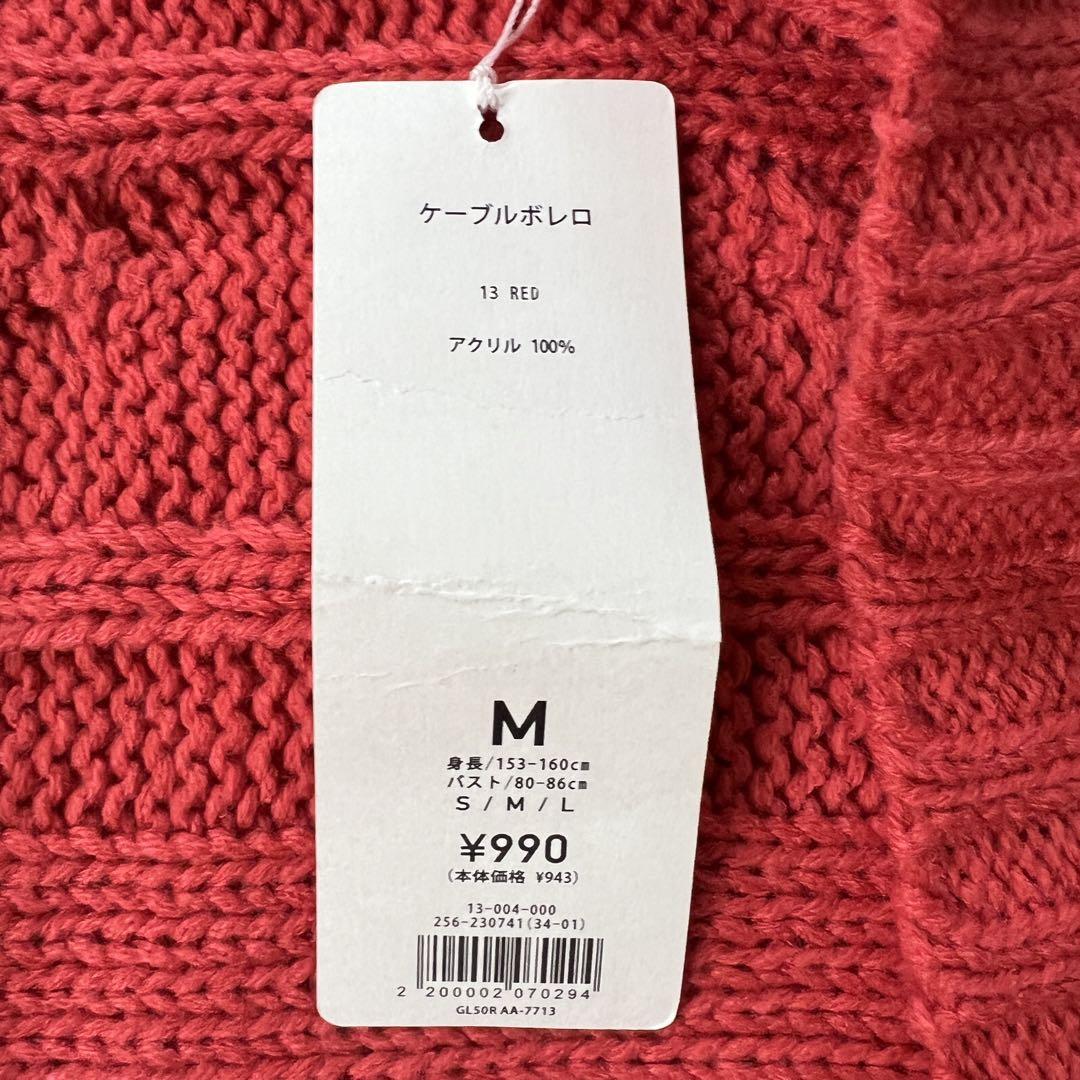 ケーブルボレロ
13 RED
アクリル 100%
M
身長/153-160cm
バスト/80-86cm
S / M / L
¥990
(本体価格 ¥943)
13-004-000
256-230741(34-01)
2 200002 070294
GL50R AA-7713